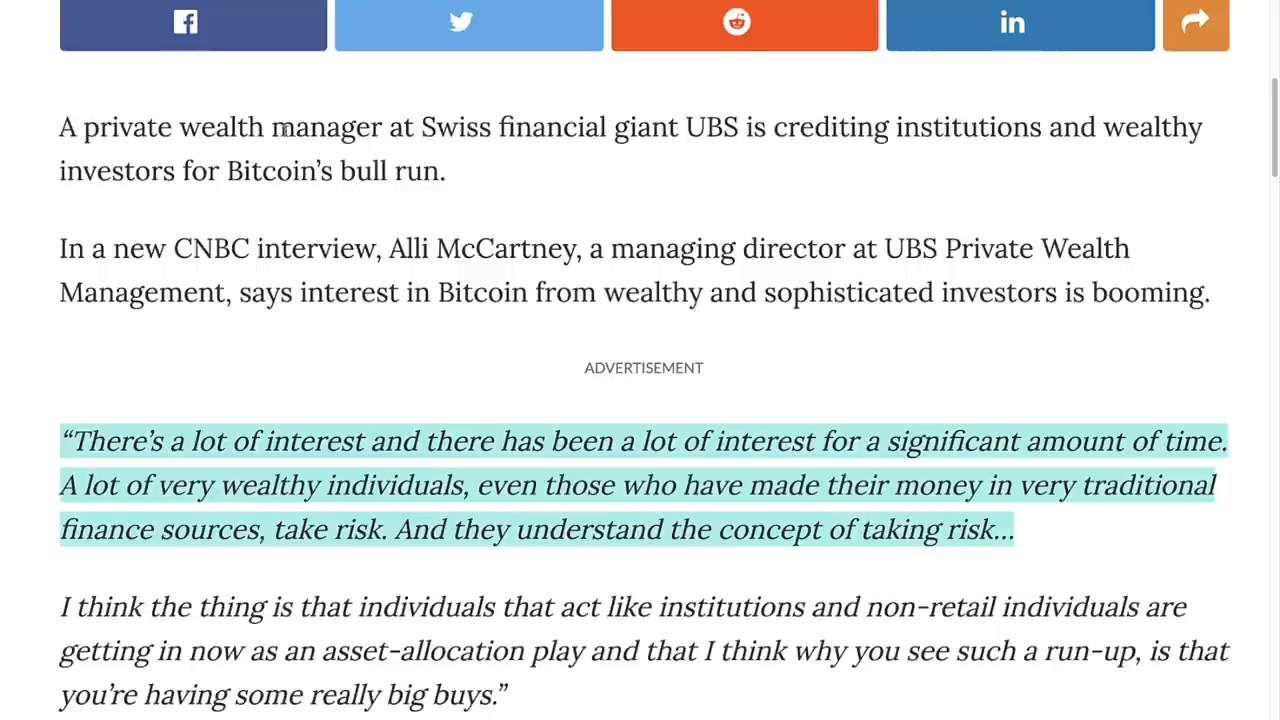 A private wealth manager at Swiss financial giant UBS is crediting institutions and wealthy
investors for Bitcoin’s bull run.
In a new CNBC interview, Alli McCartney, a managing director at UBS Private Wealth
Management, says interest in Bitcoin from wealthy and sophisticated investors is booming.
ADVERTISEMENT
“There’s a lot of interest and there has been a lot of interest for a significant amount of time.
A lot of very wealthy individuals, even those who have made their money in very traditional
finance sources, take risk. And they understand the concept of taking risk…
I think the thing is that individuals that act like institutions and non-retail individuals are
getting in now as an asset-allocation play and that I think why you see such a run-up, is that
you’re having some really big buys.”